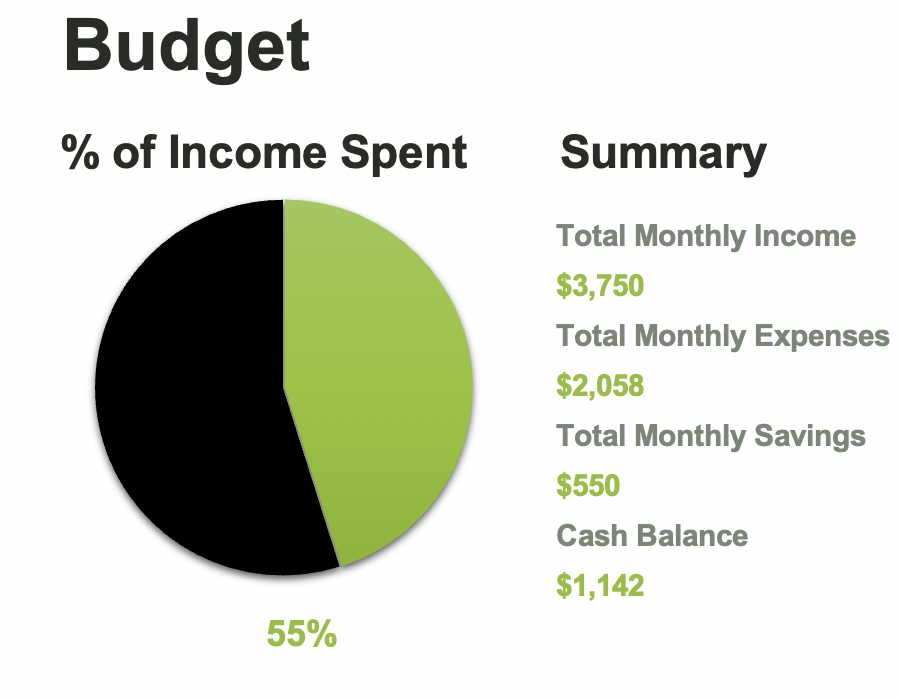 Budget
% of Income Spent
55%
Summary
Total Monthly Income
$3,750
Total Monthly Expenses
$2,058
Total Monthly Savings
$550
Cash Balance
$1,142